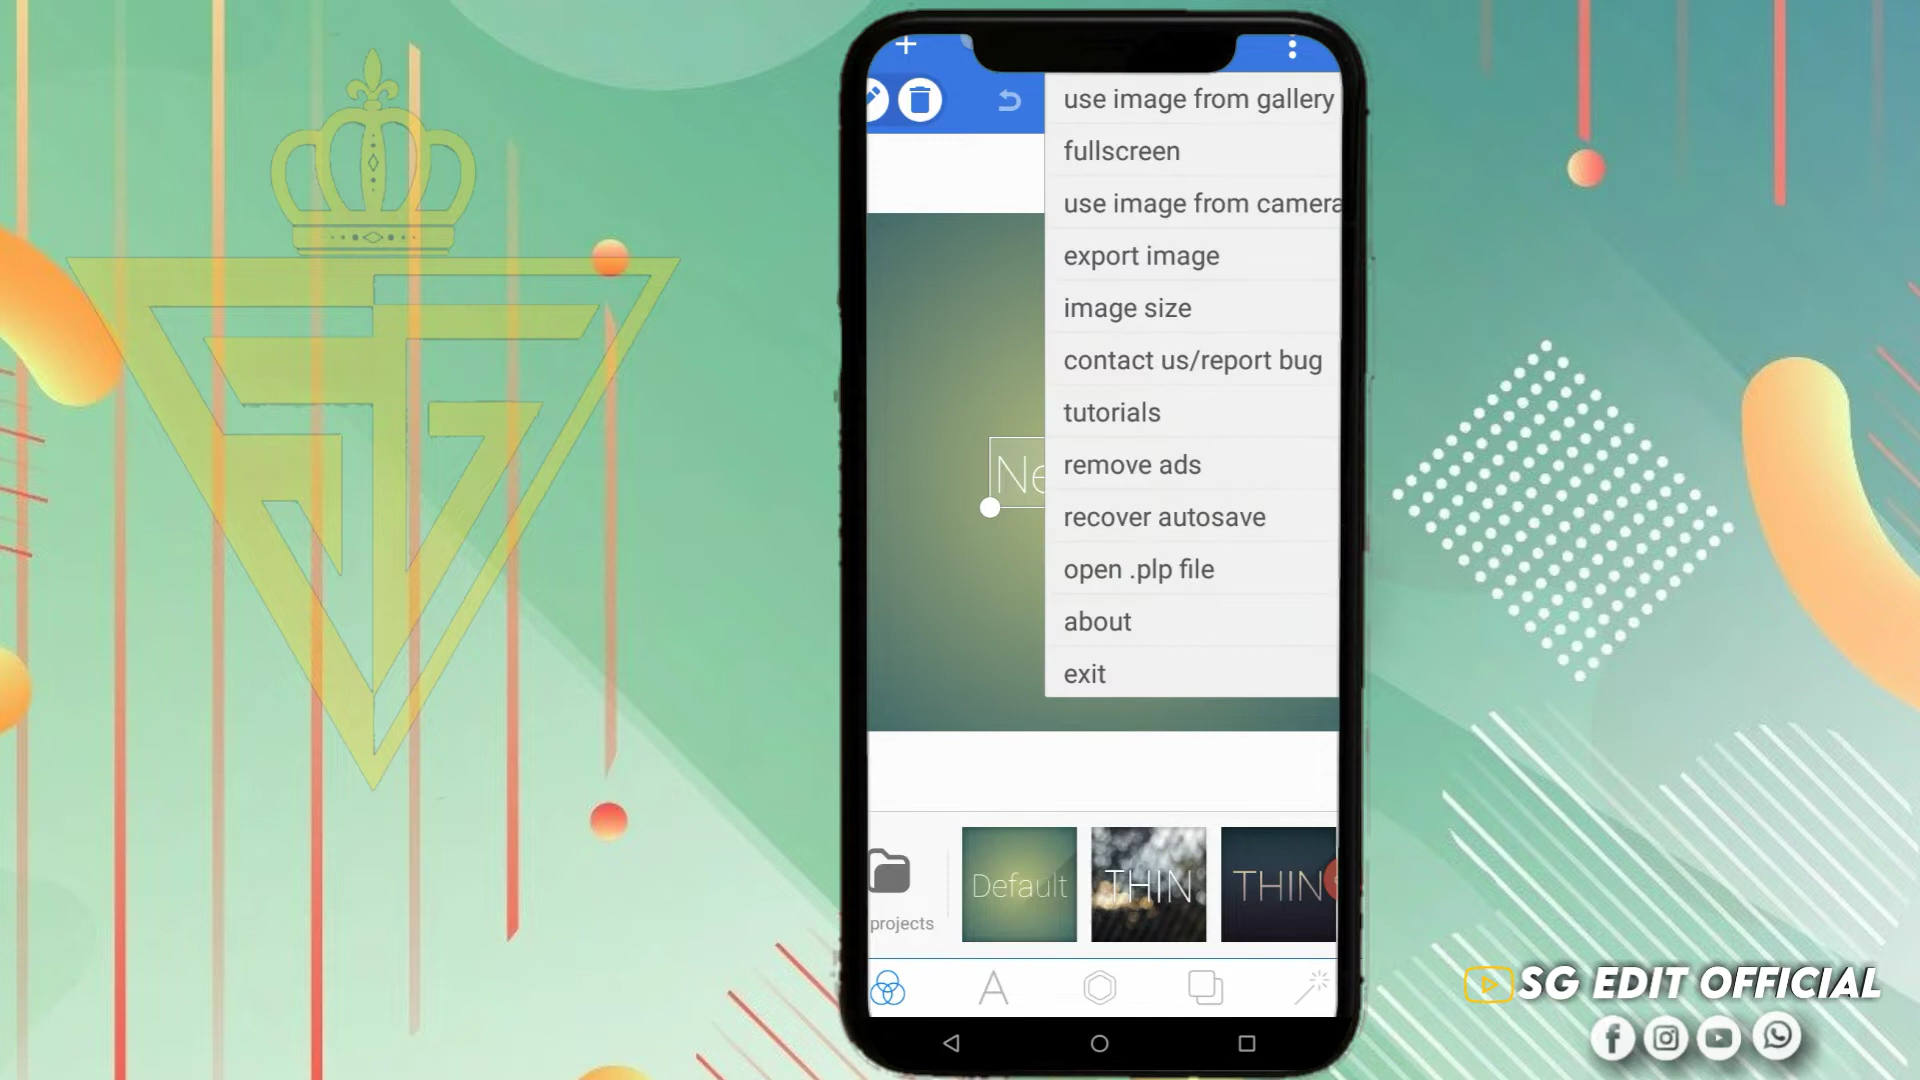 use image from gallery
fullscreen
use image from camera
export image
image size
contact us/report bug
tutorials
remove ads
recover autosave
open .plp file
about
exit
Ne
projects
Default
THIN
THIN
A
SG EDIT OFFICIAL